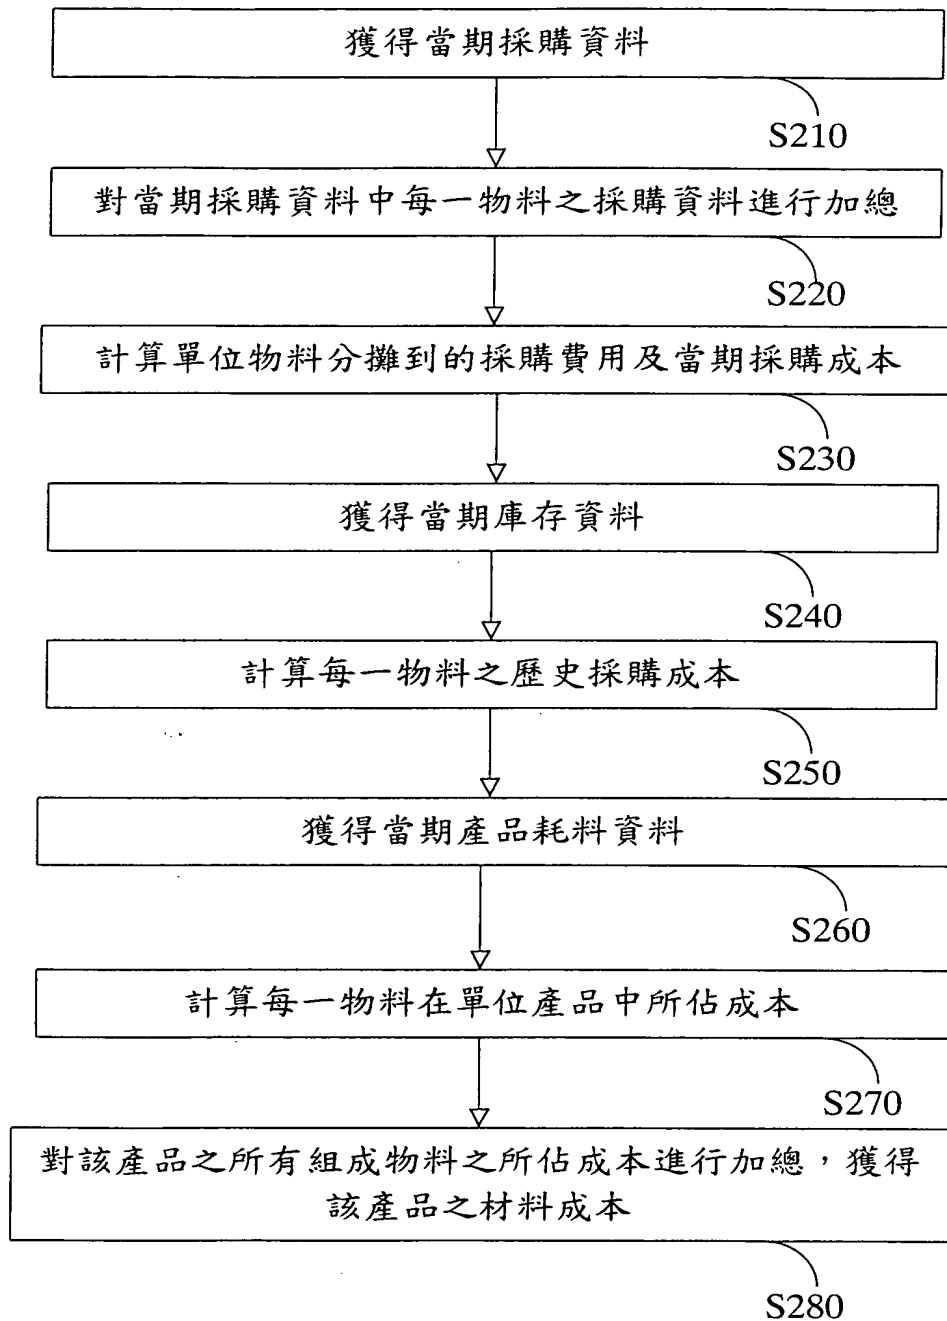 獲得當期採購資料
S210
對當期採購資料中每一物料之採購資料進行加總
S220
計算單位物料分攤到的採購費用及當期採購成本
S230
獲得當期庫存資料
S240
計算每一物料之歷史採購成本
S250
獲得當期產品耗料資料
S260
計算每一物料在單位產品中所佔成本
S270
對該產品之所有組成物料之所佔成本進行加總，獲得
該產品之材料成本
S280